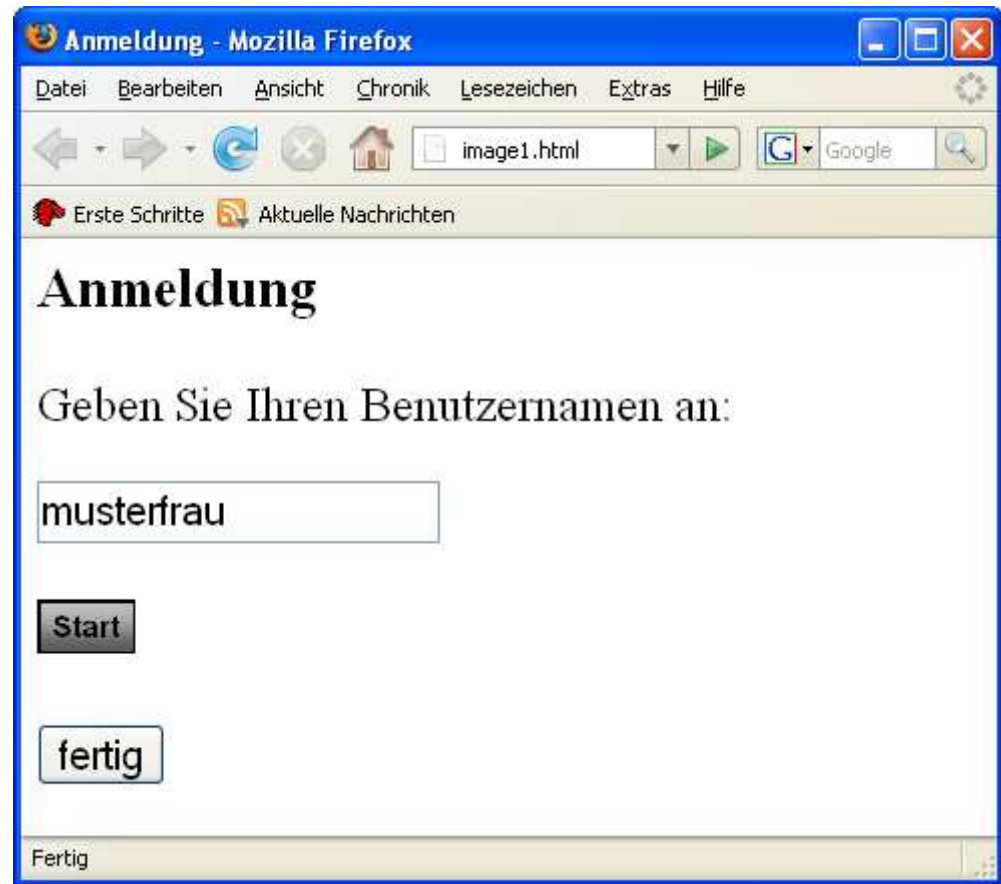 Anmeldung - Mozilla Firefox
Datei Bearbeiten Ansicht Chronik Lesezeichen Extras Hilfe
image1.html G Google
Erste Schritte Aktuelle Nachrichten
Anmeldung
Geben Sie Ihren Benutzernamen an:
musterfrau
Start
fertig
Fertig